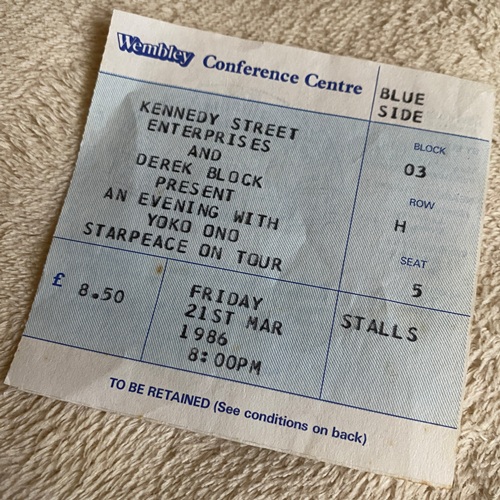 Wembley Conference Centre
BLUE
SIDE
KENNEDY STREET
ENTERPRISES
AND
DEREK BLOCK
PRESENT
AN EVENING WITH
YOKO ONO
STARPEACE ON TOUR
BLOCK
03
ROW
H
SEAT
5
£ 8.50
FRIDAY
21ST MAR
1986
8:00PM
STALLS
TO BE RETAINED (See conditions on back)